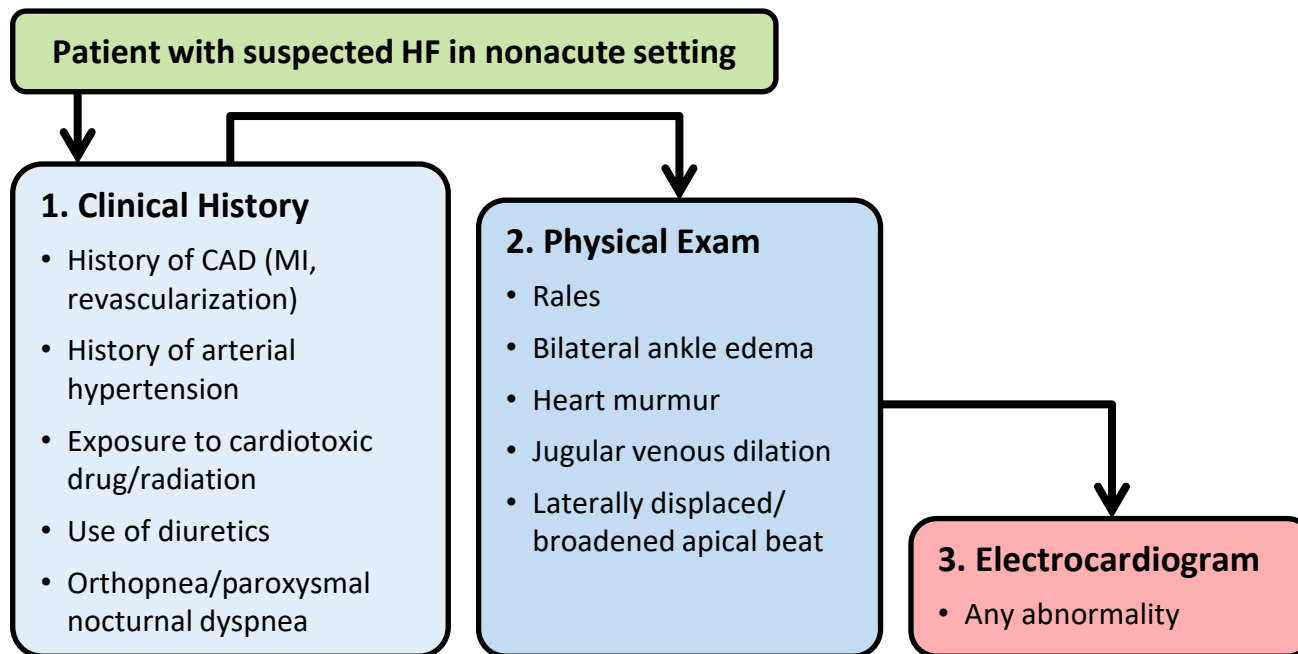 Patient with suspected HF in nonacute setting
1. Clinical History
• History of CAD (MI,
revascularization)
• History of arterial
hypertension
• Exposure to cardiotoxic
drug/radiation
• Use of diuretics
• Orthopnea/paroxysmal
nocturnal dyspnea
2. Physical Exam
• Rales
• Bilateral ankle edema
• Heart murmur
• Jugular venous dilation
• Laterally displaced/
broadened apical beat
3. Electrocardiogram
• Any abnormality